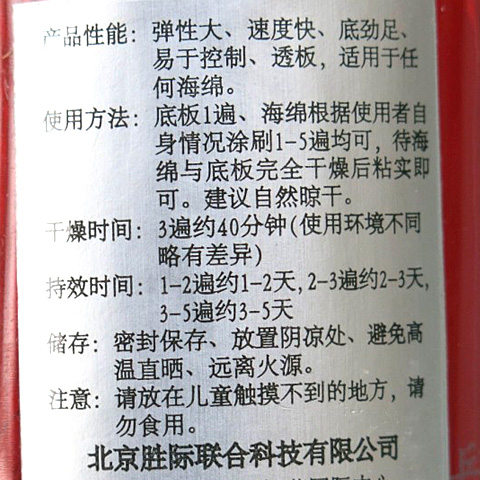 产品性能：弹性大、速度快、底劲足、
易于控制、透板，适用于任
何海绵。
使用方法：底板1遍、海绵根据使用者自
身情况涂刷1-5遍均可，待海
绵与底板完全干燥后粘实即
可。建议自然晾干。
干燥时间：3遍约40分钟(使用环境不同
略有差异)
持效时间：1-2遍约1-2天,2-3遍约2-3天,
3-5遍约3-5天
储存：密封保存、放置阴凉处、避免高
温直晒、远离火源。
注意：请放在儿童触摸不到的地方，请
勿食用。
北京胜际联合科技有限公司